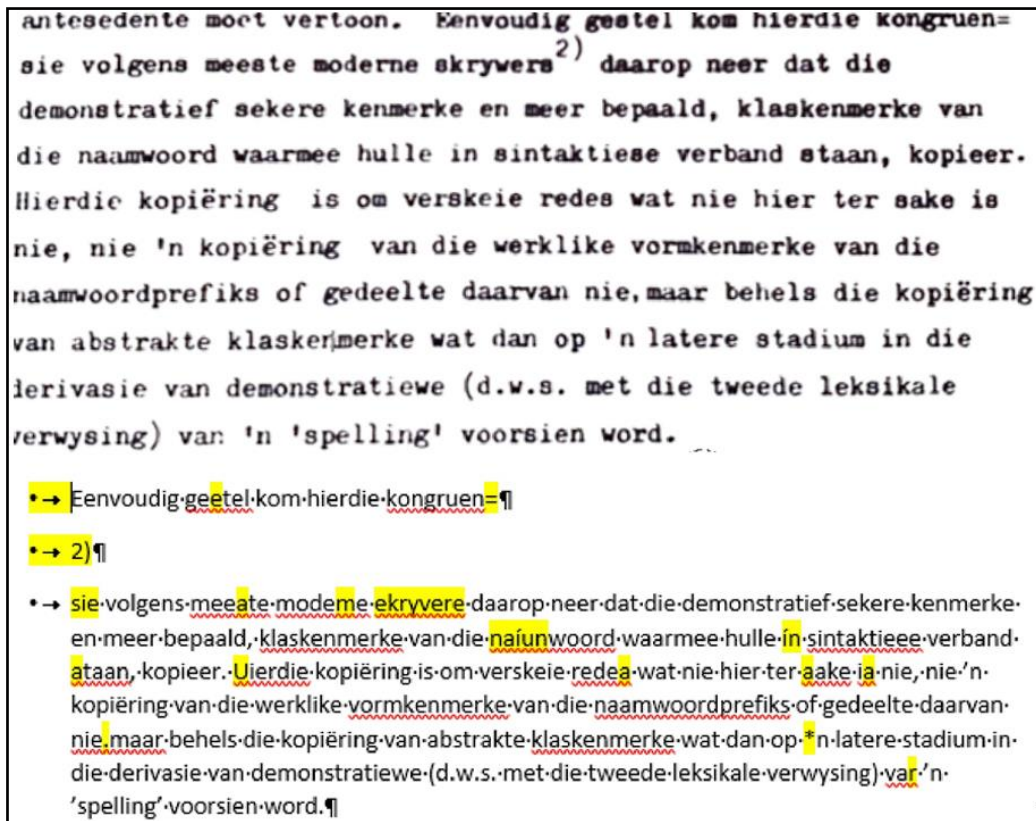 antesedente moet vertoon. Eenvoudig gestel kom hierdie kongruen=
sie volgens meeste moderne skrywers2) daarop neer dat die
demonstratief sekere kenmerke en meer bepaald, klaskenmerke van
die naamwoord waarmee hulle in sintaktiese verband staan, kopieer.
Hierdie kopiëring is om verskeie redes wat nie hier ter sake is
nie, nie 'n kopiëring van die werklike vormkenmerke van die
naamwoordprefiks of gedeelte daarvan nie, maar behels die kopiëring
van abstrakte klaskenmerke wat dan op 'n latere stadium in die
derivasie van demonstratiewe (d.w.s. met die tweede leksikale
verwysing) van 'n 'spelling' voorsien word.
•→ Eenvoudig·geetel·kom·hierdie·kongruen=¶
•→ 2)¶
•→ sie·volgens·meeate·modeme·ekryvere·daarop·neer·dat·die·demonstratief·sekere·kenmerke·
en·meer·bepaald,·klaskenmerke·van·die·naíunwoord·waarmee·hulle·ín·sintaktieee·verband·
ataan,·kopieer.·Uierdie·kopiëring·is·om·verskeie·redea·wat·nie·hier·ter·aake·ia·nie,·nie·'n·
kopiëring·van·die·werklike·vormkenmerke·van·die·naamwoordprefiks·of·gedeelte·daarvan·
nie.maar·behels·die·kopiëring·van·abstrakte·klaskenmerke·wat·dan·op·*n·latere·stadium·in·
die·derivasie·van·demonstratiewe·(d.w.s.·met·die·tweede·leksikale·verwysing)·var·'n·
'spelling'·voorsien·word.¶